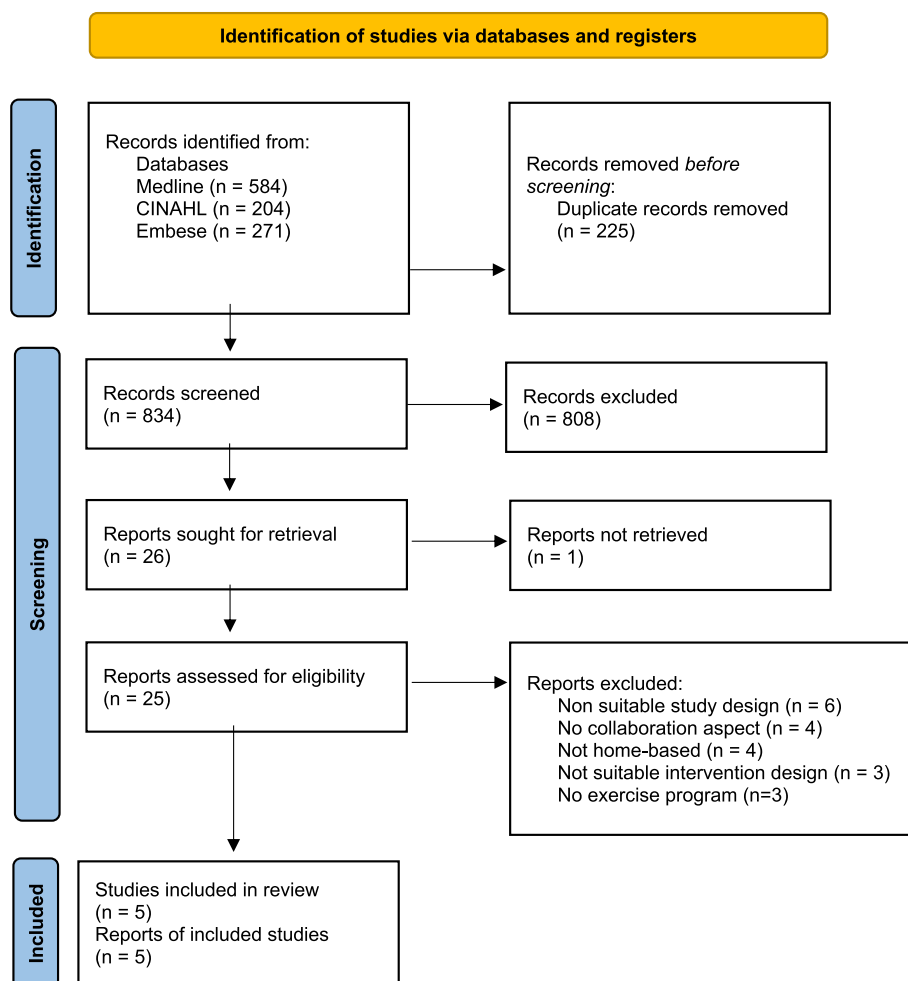 Identification of studies via databases and registers
Identification
Records identified from:
Databases
Medline (n = 584)
CINAHL (n = 204)
Embese (n = 271)
Records removed before
screening:
Duplicate records removed
(n = 225)
Screening
Records screened
(n = 834)
Records excluded
(n = 808)
Reports sought for retrieval
(n = 26)
Reports not retrieved
(n = 1)
Reports assessed for eligibility
(n = 25)
Reports excluded:
Non suitable study design (n = 6)
No collaboration aspect (n = 4)
Not home-based (n = 4)
Not suitable intervention design (n = 3)
No exercise program (n=3)
Included
Studies included in review
(n = 5)
Reports of included studies
(n = 5)